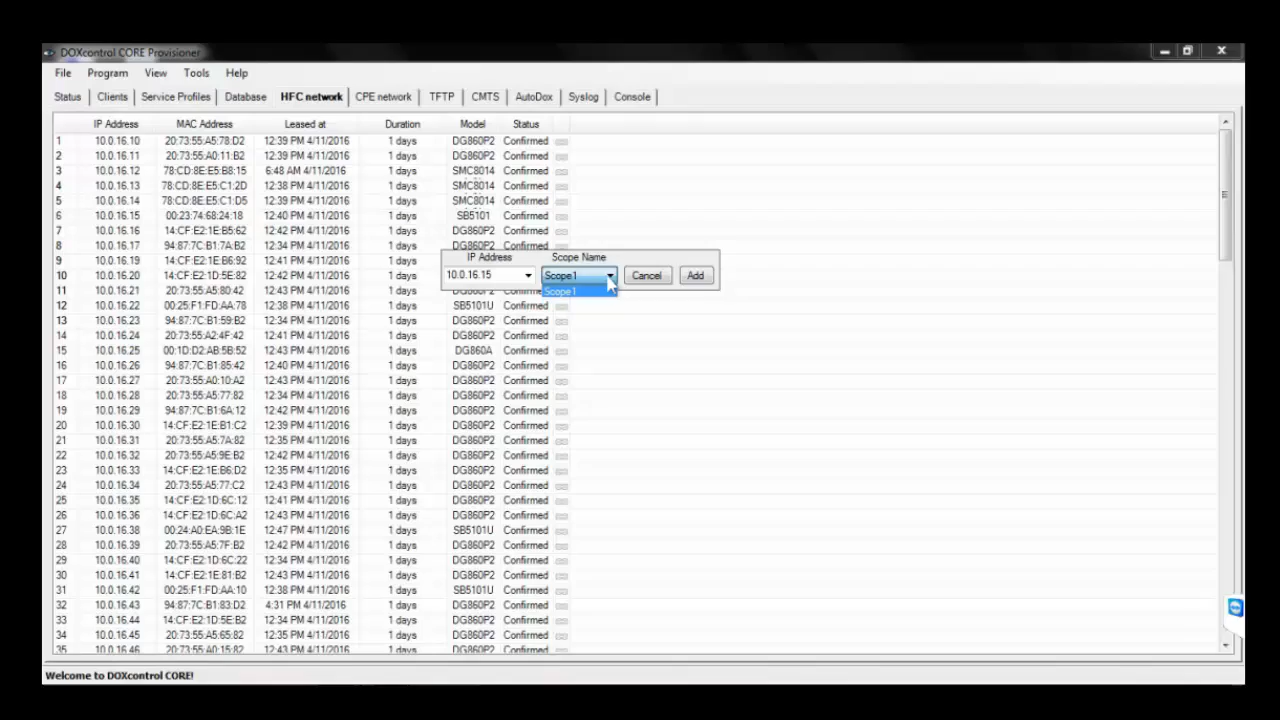 DOXcontrol CORE Provisioner
File Program View Tools Help
Status Clients Service Profiles Database HFC network CPE network TFTP CMTS AutoDox Syslog Console
IP Address MAC Address Leased at Duration Model Status
1 10.0.16.10 20:73:55:A5:78:D2 12:39 PM 4/11/2016 1 days DG860P2 Confirmed
2 10.0.16.11 20:73:55:A0:11:B2 12:39 PM 4/11/2016 1 days DG860P2 Confirmed
3 10.0.16.12 78:CD:8E:E5:B8:15 6:48 AM 4/11/2016 1 days SMC8014 Confirmed
4 10.0.16.13 78:CD:8E:E5:C1:2D 12:38 PM 4/11/2016 1 days SMC8014 Confirmed
5 10.0.16.14 78:CD:8E:E5:C1:D5 12:39 PM 4/11/2016 1 days SMC8014 Confirmed
6 10.0.16.15 00:23:74:68:24:18 12:40 PM 4/11/2016 1 days SB5101 Confirmed
7 10.0.16.16 14:CF:E2:1E:B5:62 12:42 PM 4/11/2016 1 days DG860P2 Confirmed
8 10.0.16.17 94:87:7C:B1:7A:B2 12:34 PM 4/11/2016 1 days DG860P2 Confirmed
IP Address Scope Name
9 10.0.16.19 14:CF:E2:1E:B6:92 12:41 PM 4/11/2016 1 days
10 10.0.16.20 14:CF:E2:1D:5E:82 12:42 PM 4/11/2016 1 days
10.0.16.15 Scope1 Cancel Add
Scope1
11 10.0.16.21 20:73:55:A5:80:42 12:43 PM 4/11/2016 1 days DG860P2 Confirmed
12 10.0.16.22 00:25:F1:FD:AA:78 12:38 PM 4/11/2016 1 days SB5101U Confirmed
13 10.0.16.23 94:87:7C:B1:59:B2 12:34 PM 4/11/2016 1 days DG860P2 Confirmed
14 10.0.16.24 20:73:55:A2:4F:42 12:41 PM 4/11/2016 1 days DG860P2 Confirmed
15 10.0.16.25 00:1D:D2:AB:5B:52 12:43 PM 4/11/2016 1 days DG860A Confirmed
16 10.0.16.26 94:87:7C:B1:85:42 12:40 PM 4/11/2016 1 days DG860P2 Confirmed
17 10.0.16.27 20:73:55:A0:10:A2 12:43 PM 4/11/2016 1 days DG860P2 Confirmed
18 10.0.16.28 20:73:55:A5:77:82 12:34 PM 4/11/2016 1 days DG860P2 Confirmed
19 10.0.16.29 94:87:7C:B1:6A:12 12:42 PM 4/11/2016 1 days DG860P2 Confirmed
20 10.0.16.30 14:CF:E2:1E:B1:C2 12:39 PM 4/11/2016 1 days DG860P2 Confirmed
21 10.0.16.31 20:73:55:A5:7A:82 12:35 PM 4/11/2016 1 days DG860P2 Confirmed
22 10.0.16.32 20:73:55:A5:9E:B2 12:42 PM 4/11/2016 1 days DG860P2 Confirmed
23 10.0.16.33 14:CF:E2:1E:B6:D2 12:35 PM 4/11/2016 1 days DG860P2 Confirmed
24 10.0.16.34 20:73:55:A5:77:C2 12:43 PM 4/11/2016 1 days DG860P2 Confirmed
25 10.0.16.35 14:CF:E2:1D:6C:12 12:41 PM 4/11/2016 1 days DG860P2 Confirmed
26 10.0.16.36 14:CF:E2:1D:6C:A2 12:43 PM 4/11/2016 1 days DG860P2 Confirmed
27 10.0.16.38 00:24:A0:EA:9B:1E 12:47 PM 4/11/2016 1 days SB5101U Confirmed
28 10.0.16.39 20:73:55:A5:7F:B2 12:42 PM 4/11/2016 1 days DG860P2 Confirmed
29 10.0.16.40 14:CF:E2:1D:6C:22 12:34 PM 4/11/2016 1 days DG860P2 Confirmed
30 10.0.16.41 14:CF:E2:1E:81:B2 12:43 PM 4/11/2016 1 days DG860P2 Confirmed
31 10.0.16.42 00:25:F1:FD:AA:10 12:38 PM 4/11/2016 1 days SB5101U Confirmed
32 10.0.16.43 94:87:7C:B1:83:D2 4:31 PM 4/11/2016 1 days DG860P2 Confirmed
33 10.0.16.44 14:CF:E2:1D:5E:B2 12:34 PM 4/11/2016 1 days DG860P2 Confirmed
34 10.0.16.45 20:73:55:A5:65:82 12:35 PM 4/11/2016 1 days DG860P2 Confirmed
35 10.0.16.46 20:73:55:A0:15:82 12:43 PM 4/11/2016 1 days DG860P2 Confirmed
Welcome to DOXcontrol CORE!